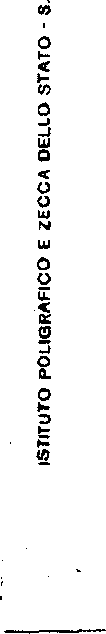 ISTITUTO POLIGRAFICO E ZECCA DELLO STATO - S.